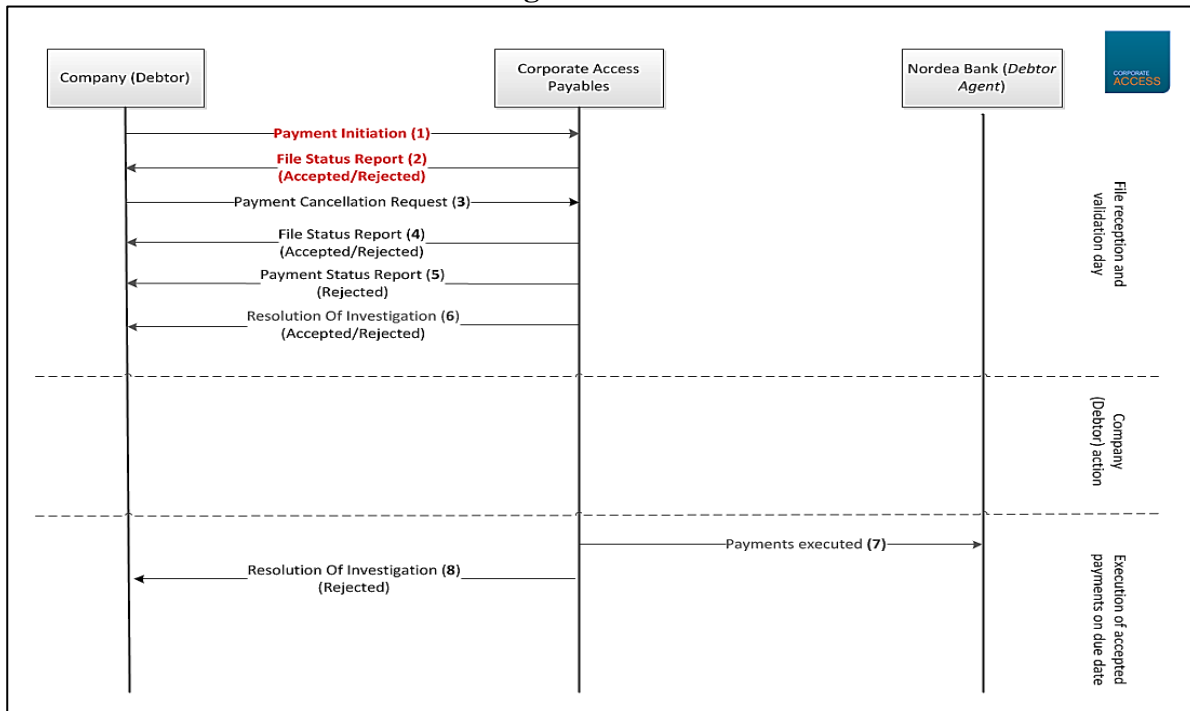 Company (Debtor)
Corporate Access
Payables
Nordea Bank (Debtor
Agent)
CORPORATE
ACCESS
Payment Initiation (1)
File Status Report (2)
(Accepted/Rejected)
Payment Cancellation Request (3)
File Status Report (4)
(Accepted/Rejected)
Payment Status Report (5)
(Rejected)
Resolution Of Investigation (6)
(Accepted/Rejected)
File reception and
validation day
Company
(Debtor) action
Payments executed (7)
Resolution Of Investigation (8)
(Rejected)
Execution of accepted
payments on due date